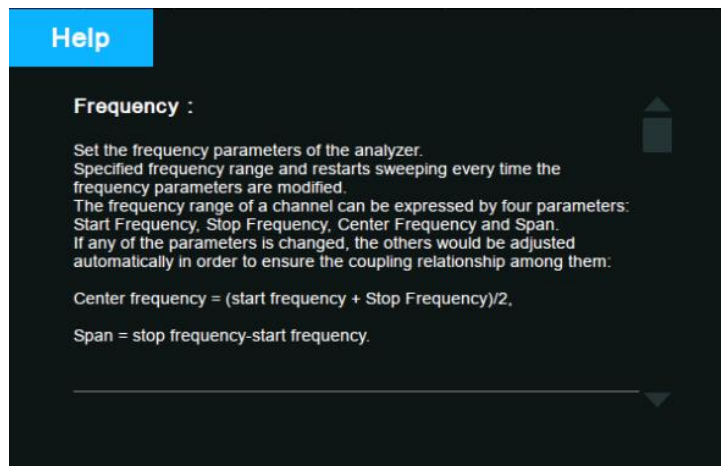 Help
Frequency :
Set the frequency parameters of the analyzer.
Specified frequency range and restarts sweeping every time the
frequency parameters are modified.
The frequency range of a channel can be expressed by four parameters:
Start Frequency, Stop Frequency, Center Frequency and Span.
If any of the parameters is changed, the others would be adjusted
automatically in order to ensure the coupling relationship among them:
Center frequency = (start frequency + Stop Frequency)/2,
Span = stop frequency-start frequency.